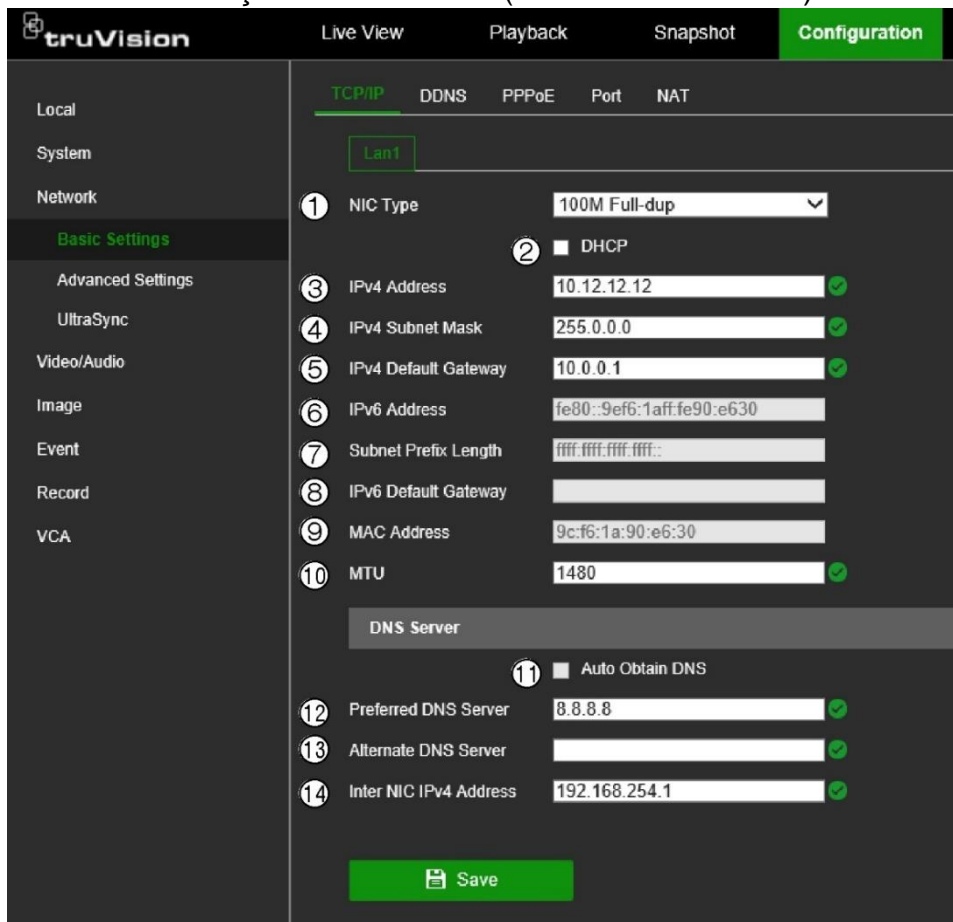 truVision
Live View Playback Snapshot Configuration
Local
System
Network
Basic Settings
Advanced Settings
UltraSync
Video/Audio
Image
Event
Record
VCA
TCP/IP DDNS PPPoE Port NAT
Lan1
1 NIC Type 100M Full-dup
2 DHCP
3 IPv4 Address 10.12.12.12
4 IPv4 Subnet Mask 255.0.0.0
5 IPv4 Default Gateway 10.0.0.1
6 IPv6 Address fe80::9ef6:1aff:fe90:e630
7 Subnet Prefix Length ffff:ffff:ffff:ffff::
8 IPv6 Default Gateway
9 MAC Address 9c:f6:1a:90:e6:30
10 MTU 1480
DNS Server
11 Auto Obtain DNS
12 Preferred DNS Server 8.8.8.8
13 Alternate DNS Server
14 Inter NIC IPv4 Address 192.168.254.1
Save